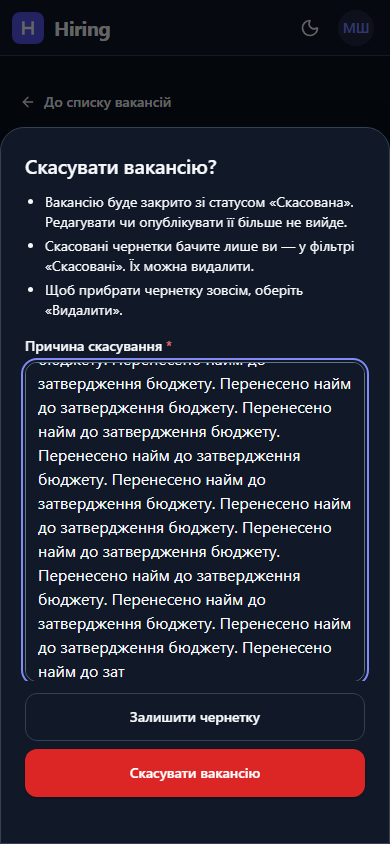 H Hiring МШ
← До списку вакансій
Скасувати вакансію?
• Вакансію буде закрито зі статусом «Скасована».
Редагувати чи опублікувати її більше не вийде.
• Скасовані чернетки бачите лише ви — у фільтрі
«Скасовані». Їх можна видалити.
• Щоб прибрати чернетку зовсім, оберіть
«Видалити».
Причина скасування *
бюджету. Перенесено найм до
затвердження бюджету. Перенесено найм
до затвердження бюджету. Перенесено
найм до затвердження бюджету.
Перенесено найм до затвердження
бюджету. Перенесено найм до
затвердження бюджету. Перенесено найм
до затвердження бюджету. Перенесено
найм до затвердження бюджету.
Перенесено найм до затвердження
бюджету. Перенесено найм до
затвердження бюджету. Перенесено найм
до затвердження бюджету. Перенесено
найм до зат
Залишити чернетку
Скасувати вакансію